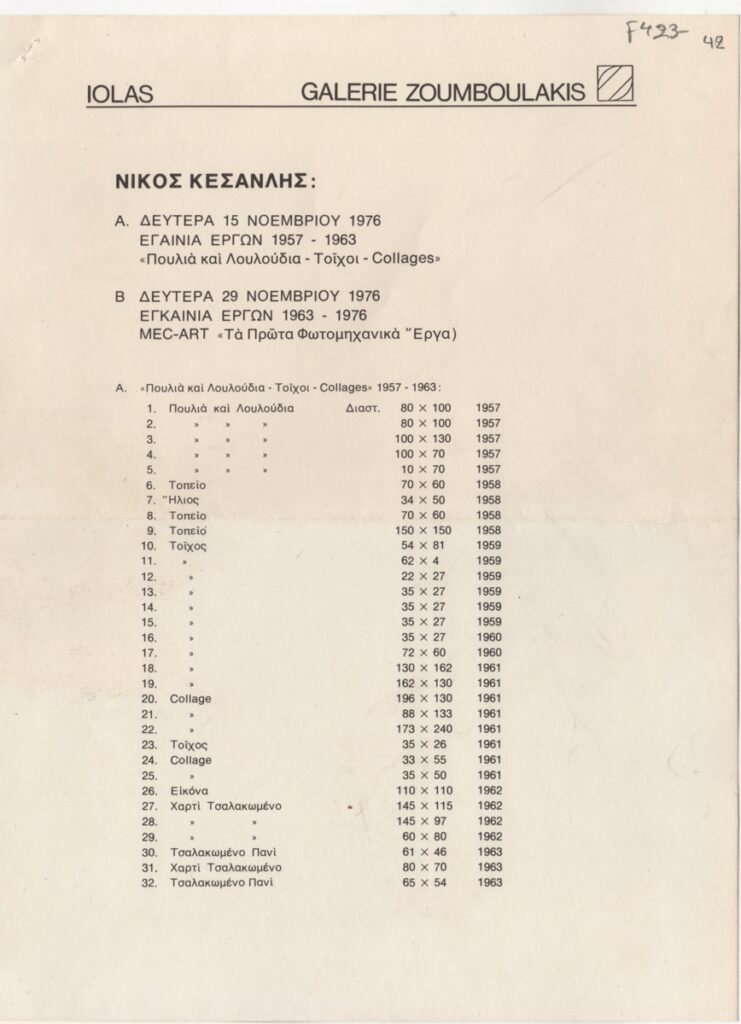 F423- 42
IOLAS GALERIE ZOUMBOULAKIS
ΝΙΚΟΣ ΚΕΣΑΝΛΗΣ:
Α. ΔΕΥΤΕΡΑ 15 ΝΟΕΜΒΡΙΟΥ 1976
ΕΓΑΙΝΙΑ ΕΡΓΩΝ 1957 - 1963
«Πουλιὰ καὶ Λουλούδια - Τοῖχοι - Collages»
Β ΔΕΥΤΕΡΑ 29 ΝΟΕΜΒΡΙΟΥ 1976
ΕΓΚΑΙΝΙΑ ΕΡΓΩΝ 1963 - 1976
MEC-ART «Τὰ Πρῶτα Φωτομηχανικὰ Ἔργα)
Α. «Πουλιὰ καὶ Λουλούδια - Τοῖχοι - Collages» 1957 - 1963:
1. Πουλιὰ καὶ Λουλούδια Διαστ. 80 × 100 1957
2. » » » 80 × 100 1957
3. » » » 100 × 130 1957
4. » » » 100 × 70 1957
5. » » » 10 × 70 1957
6. Τοπεῖο 70 × 60 1958
7. Ἥλιος 34 × 50 1958
8. Τοπεῖο 70 × 60 1958
9. Τοπεῖο 150 × 150 1958
10. Τοῖχος 54 × 81 1959
11. » 62 × 4 1959
12. » 22 × 27 1959
13. » 35 × 27 1959
14. » 35 × 27 1959
15. » 35 × 27 1959
16. » 35 × 27 1960
17. » 72 × 60 1960
18. » 130 × 162 1961
19. » 162 × 130 1961
20. Collage 196 × 130 1961
21. » 88 × 133 1961
22. » 173 × 240 1961
23. Τοῖχος 35 × 26 1961
24. Collage 33 × 55 1961
25. » 35 × 50 1961
26. Εἰκόνα 110 × 110 1962
27. Χαρτὶ Τσαλακωμένο 145 × 115 1962
28. » » 145 × 97 1962
29. » » 60 × 80 1962
30. Τσαλακωμένο Πανὶ 61 × 46 1963
31. Χαρτὶ Τσαλακωμένο 80 × 70 1963
32. Τσαλακωμένο Πανὶ 65 × 54 1963